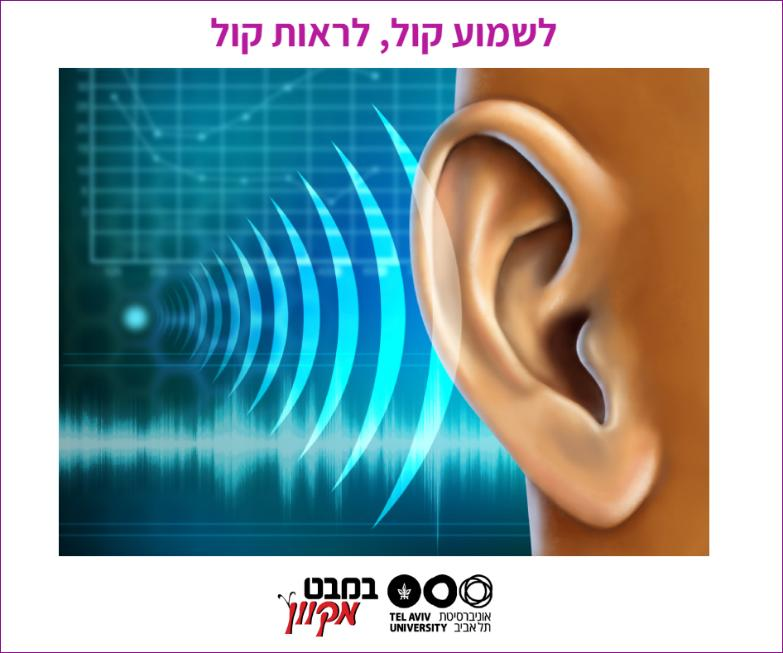 לשמוע קול, לראות קול
במבט
מקוון
TEL AVIV אוניברסיטת
UNIVERSITY תל אביב